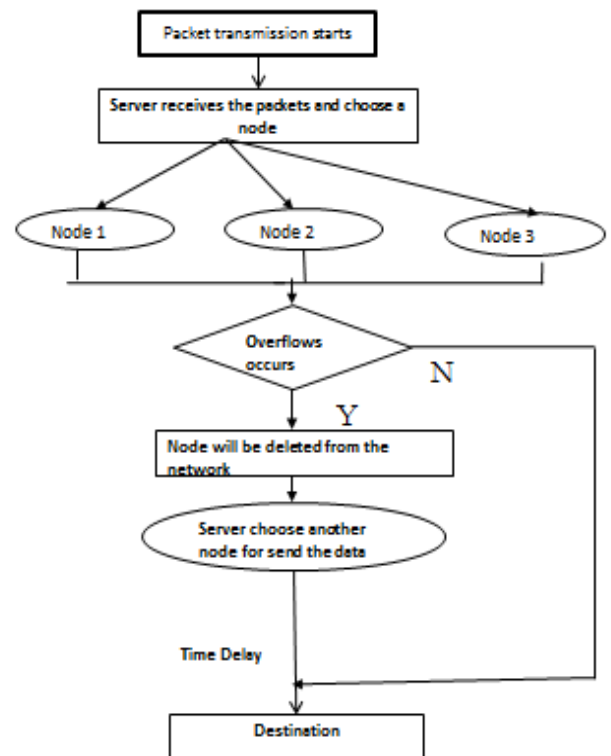 Packet transmission starts
Server receives the packets and choose a
node
Node 1
Node 2
Node 3
Overflows
occurs
N
Y
Node will be deleted from the
network
Server choose another
node for send the data
Time Delay
Destination